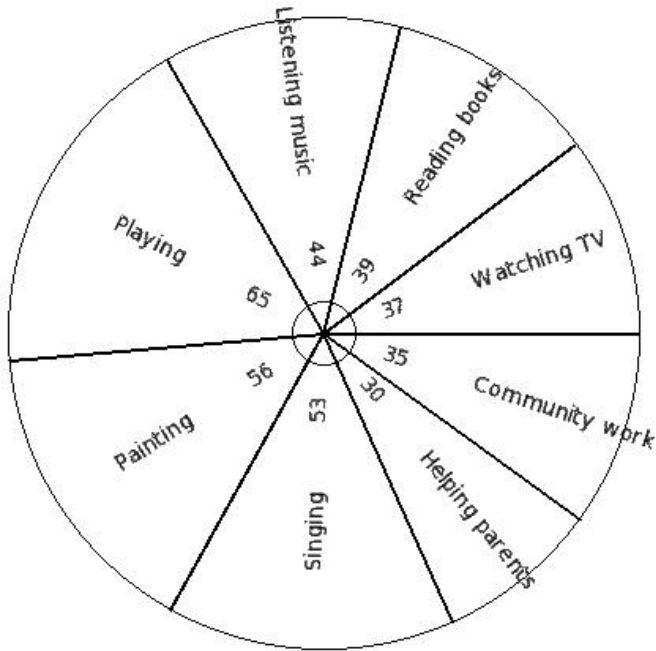 Listening music
44
Reading books
39
Watching TV
37
Community work
35
Helping parents
30
Singing
53
Painting
56
Playing
65